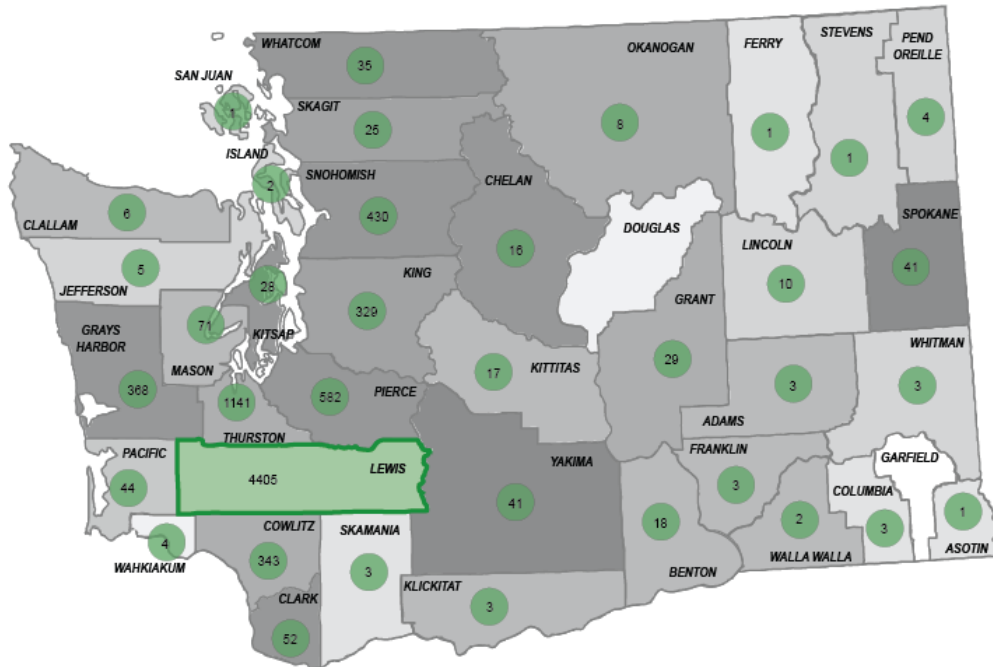 WHATCOM
35
OKANOGAN
8
FERRY
1
STEVENS
1
PEND
OREILLE
4
SAN JUAN
1
SKAGIT
25
ISLAND
2
SNOHOMISH
430
CHELAN
16
DOUGLAS
SPOKANE
41
CLALLAM
6
LINCOLN
10
JEFFERSON
5
KITSAP
28
KING
329
GRANT
29
GRAYS
HARBOR
368
MASON
71
KITTITAS
17
WHITMAN
3
PIERCE
582
THURSTON
1141
ADAMS
3
PACIFIC
44
LEWIS
4405
YAKIMA
41
FRANKLIN
3
GARFIELD
COLUMBIA
3
WAHKIAKUM
4
COWLITZ
343
SKAMANIA
3
BENTON
18
WALLA WALLA
2
ASOTIN
1
CLARK
52
KLICKITAT
3